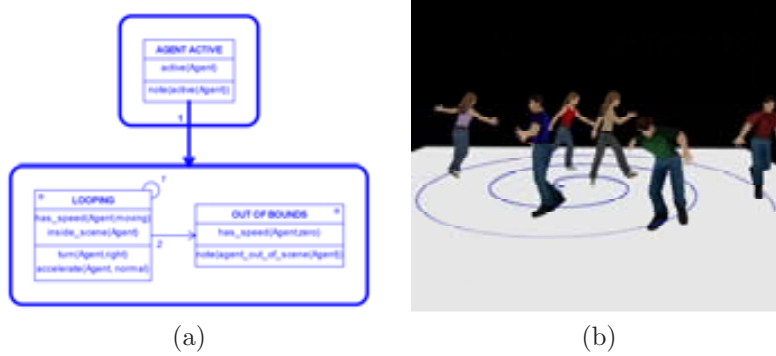 AGENT ACTIVE
active(Agent)
note(active(Agent))
1
LOOPING
has_speed(Agent,moving)
inside_scene(Agent)
turn(Agent,right)
accelerate(Agent, normal)
2
OUT OF BOUNDS
has_speed(Agent,zero)
note(agent_out_of_scene(Agent))
(a)
(b)